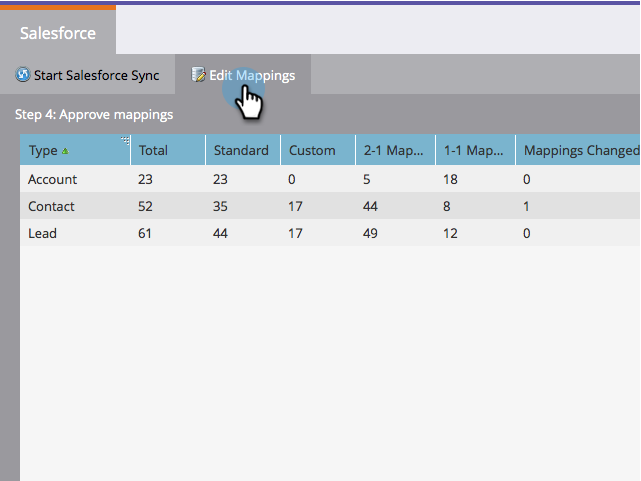 Salesforce
Start Salesforce Sync Edit Mappings
Step 4: Approve mappings
Type Total Standard Custom 2-1 Map... 1-1 Map... Mappings Changed
Account 23 23 0 5 18 0
Contact 52 35 17 44 8 1
Lead 61 44 17 49 12 0